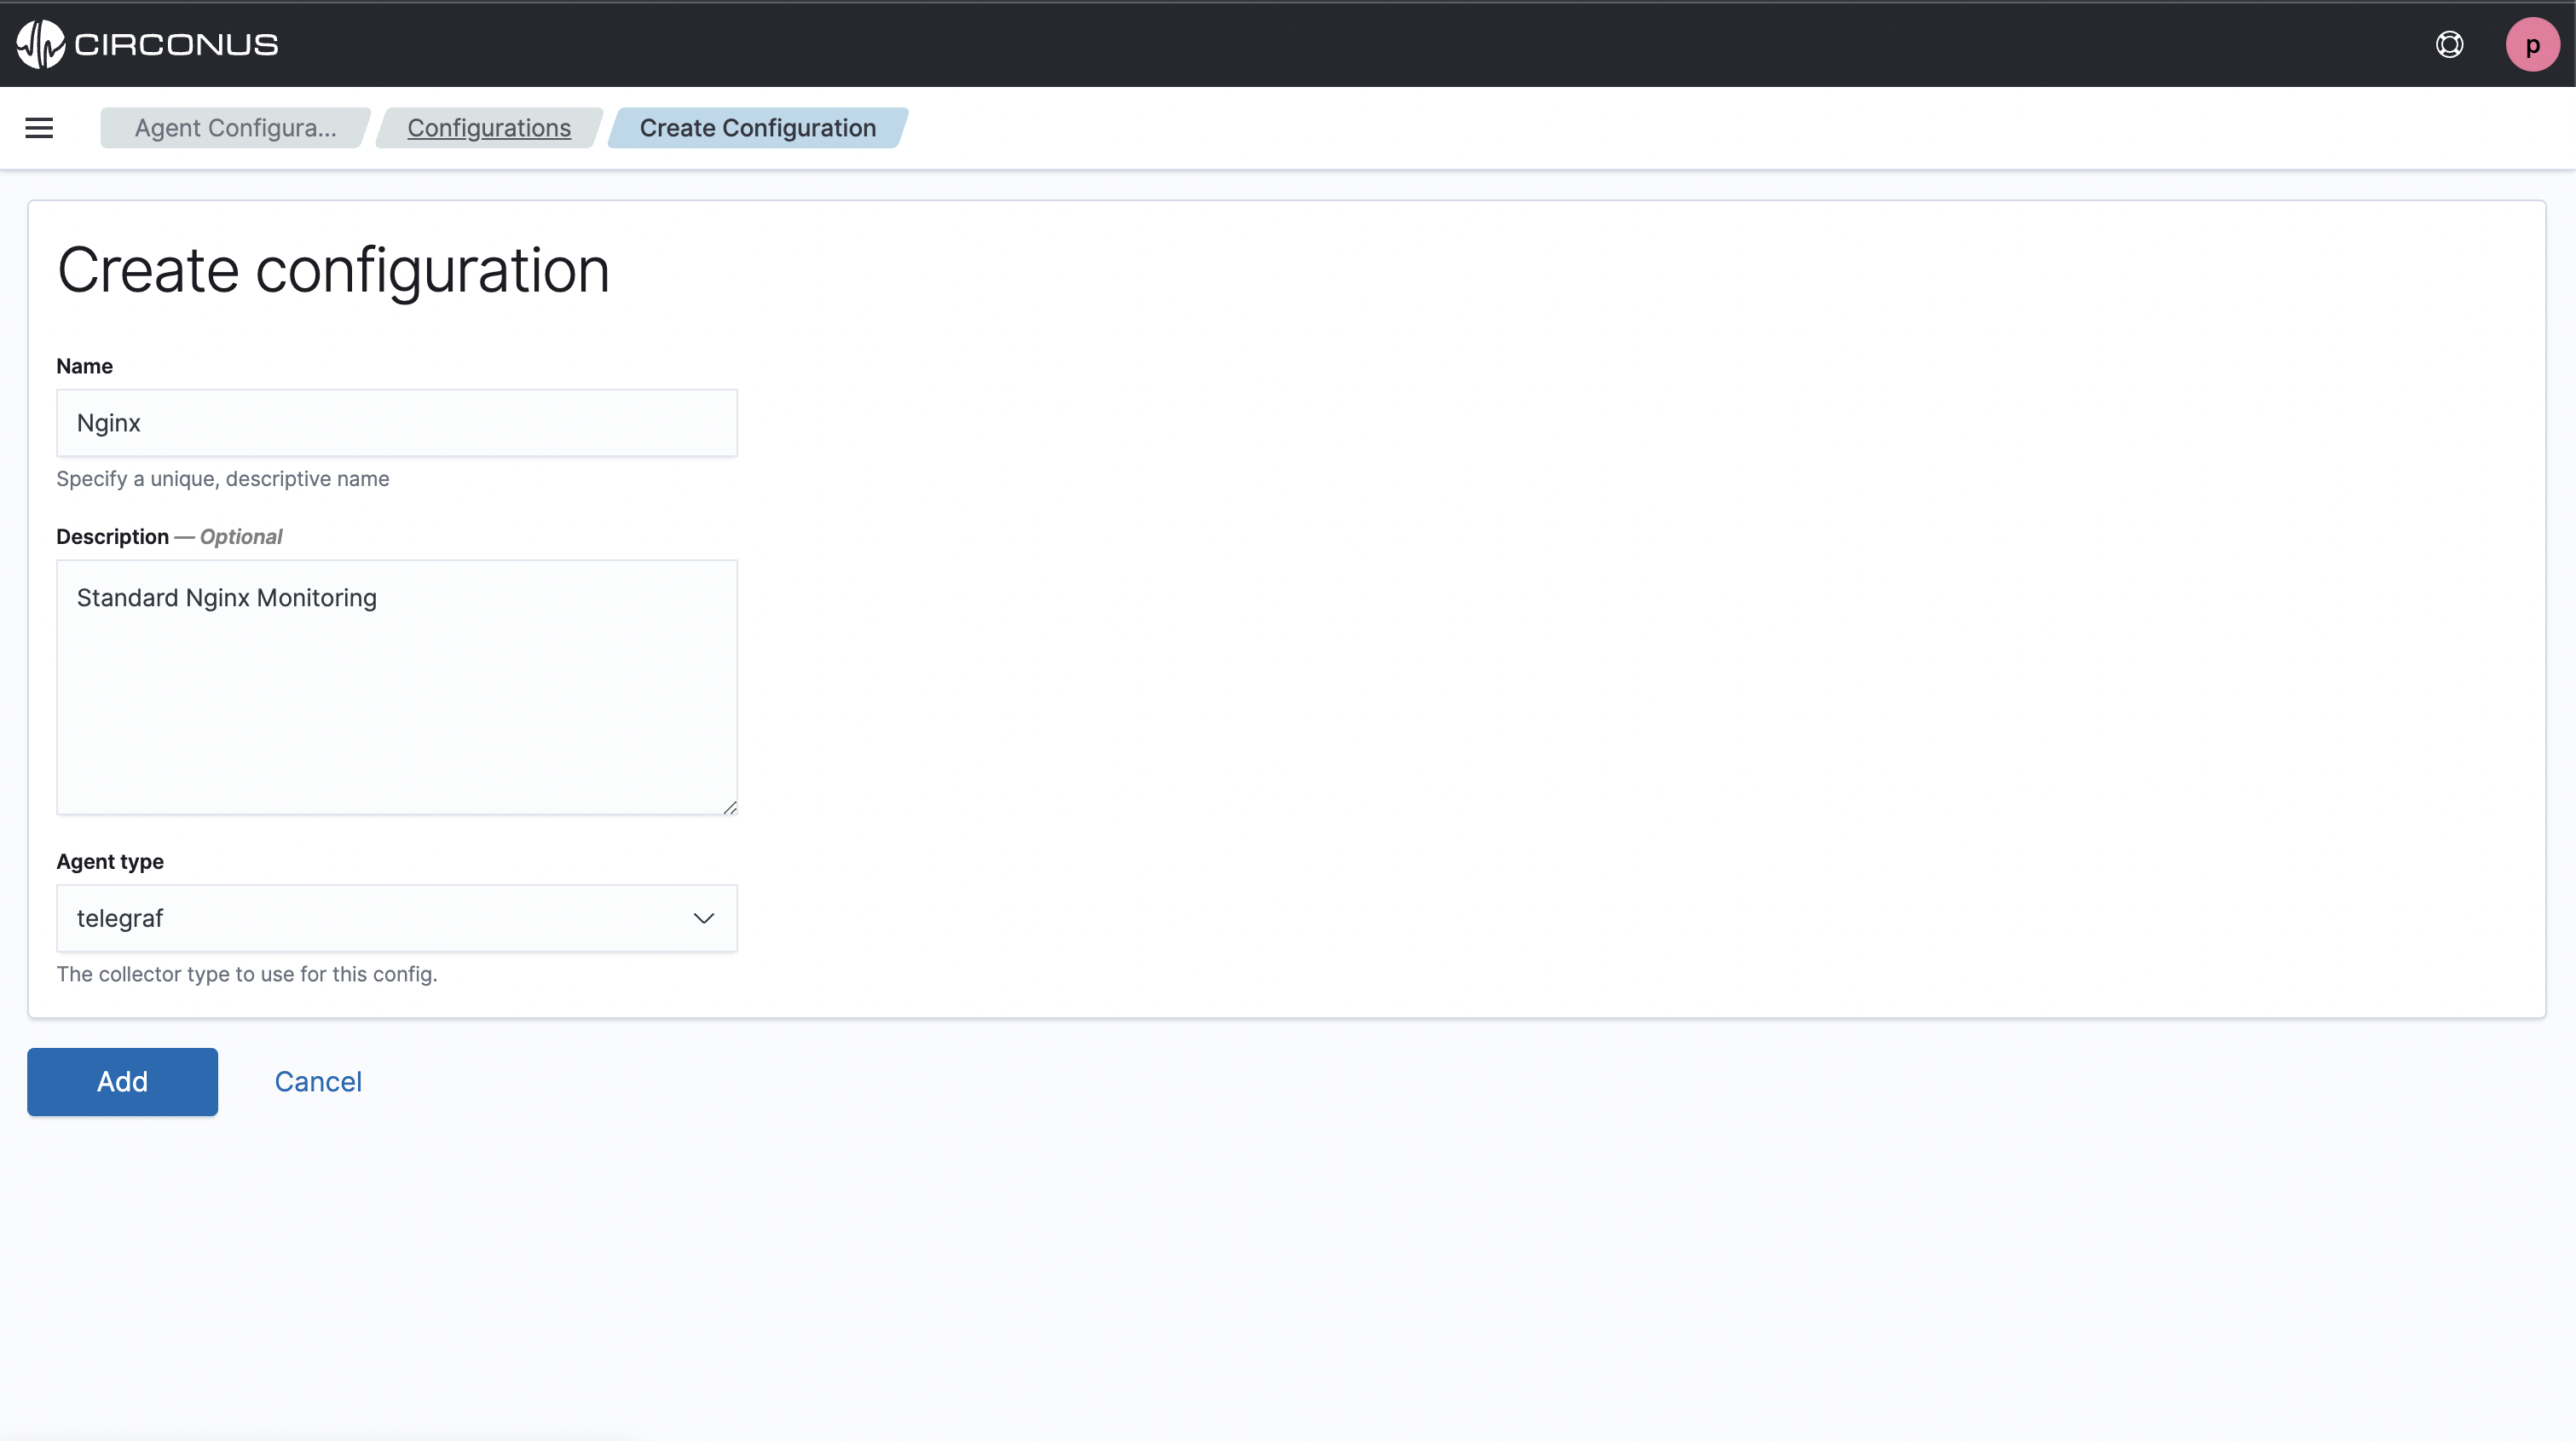 CIRCONUS
p
Agent Configura...
Configurations
Create Configuration
Create configuration
Name
Nginx
Specify a unique, descriptive name
Description — Optional
Standard Nginx Monitoring
Agent type
telegraf
The collector type to use for this config.
Add
Cancel